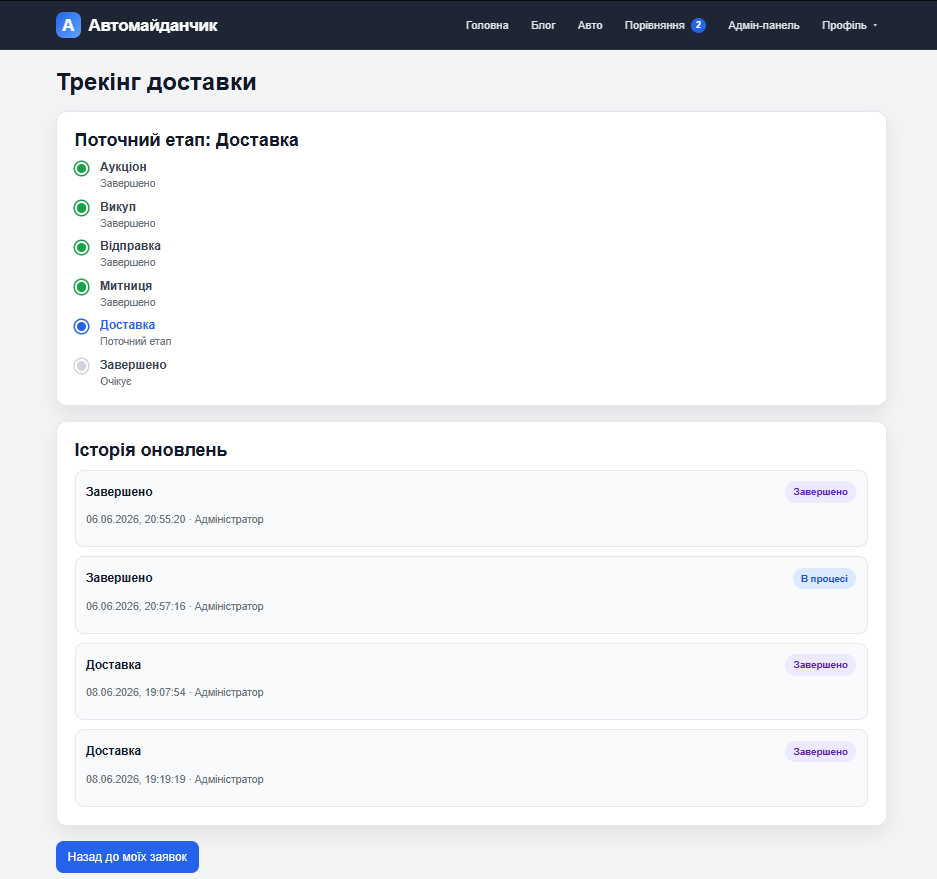 А Автомайданчик Головна Блог Авто Порівняння 2 Адмін-панель Профіль
Трекінг доставки
Поточний етап: Доставка
Аукціон
Завершено
Викуп
Завершено
Відправка
Завершено
Митниця
Завершено
Доставка
Поточний етап
Завершено
Очікує
Історія оновлень
Завершено Завершено
06.06.2026, 20:55:20 · Адміністратор
Завершено В процесі
06.06.2026, 20:57:16 · Адміністратор
Доставка Завершено
08.06.2026, 19:07:54 · Адміністратор
Доставка Завершено
08.06.2026, 19:19:19 · Адміністратор
Назад до моїх заявок